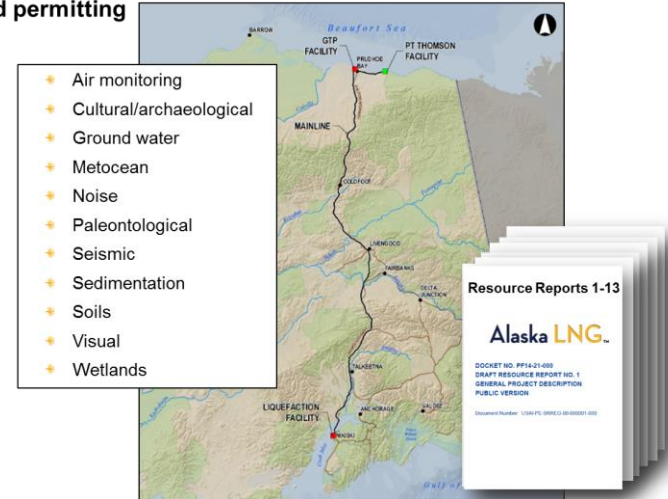 d permitting
Air monitoring
Cultural/archaeological
Ground water
Metocean
Noise
Paleontological
Seismic
Sedimentation
Soils
Visual
Wetlands
Beaufort Sea
BARROW
GTP
FACILITY
PRUDHOE
BAY
PT THOMSON
FACILITY
MAINLINE
COLDFOOT
LIVENGOOD
FAIRBANKS
DELTA
JUNCTION
TALKEETNA
LIQUEFACTION
FACILITY
ANCHORAGE
VALDEZ
NIKISKI
Gulf of
Resource Reports 1-13
Alaska LNG™
DOCKET NO. PF14-21-000
DRAFT RESOURCE REPORT NO. 1
GENERAL PROJECT DESCRIPTION
PUBLIC VERSION